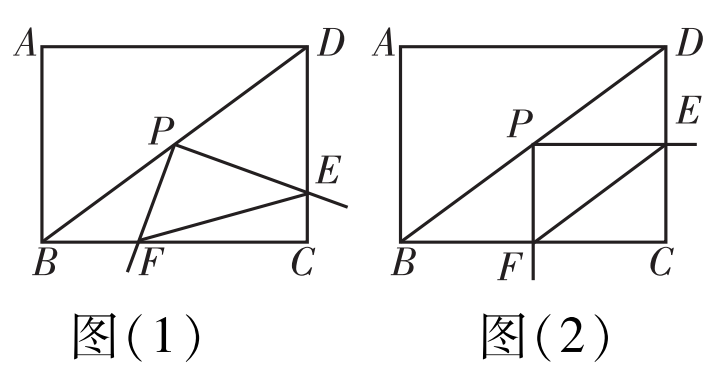 A D A D
P P E
E
B F C B F C
图(1) 图(2)